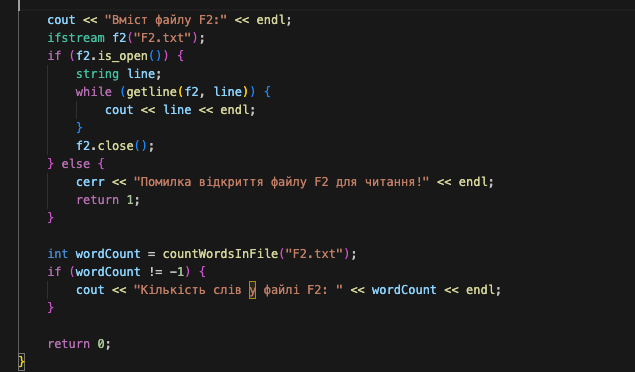 cout << "Вміст файлу F2:" << endl;
ifstream f2("F2.txt");
if (f2.is_open()) {
string line;
while (getline(f2, line)) {
cout << line << endl;
}
f2.close();
} else {
cerr << "Помилка відкриття файлу F2 для читання!" << endl;
return 1;
}
int wordCount = countWordsInFile("F2.txt");
if (wordCount != -1) {
cout << "Кількість слів у файлі F2: " << wordCount << endl;
}
return 0;
}